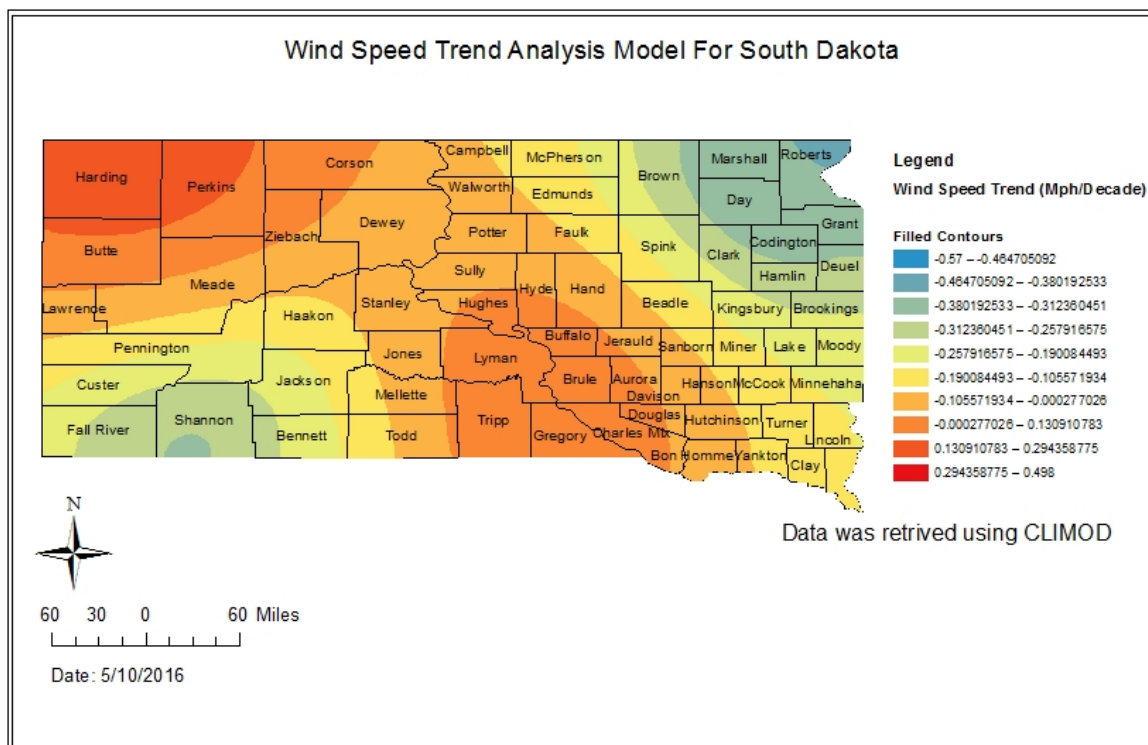 Wind Speed Trend Analysis Model For South Dakota
Harding
Perkins
Corson
Campbell
McPherson
Brown
Marshall
Roberts
Walworth
Edmunds
Day
Butte
Ziebach
Dewey
Potter
Faulk
Spink
Clark
Codington
Grant
Hamlin
Deuel
Lawrence
Meade
Stanley
Sully
Hughes
Hyde
Hand
Beadle
Kingsbury
Brookings
Haakon
Pennington
Jones
Lyman
Buffalo
Jerauld
Sanborn
Miner
Lake
Moody
Custer
Jackson
Mellette
Brule
Aurora
Davison
Hanson
McCook
Minnehaha
Fall River
Shannon
Bennett
Todd
Tripp
Gregory
Charles Mix
Douglas
Hutchinson
Turner
Lincoln
Bon Homme
Yankton
Clay
Legend
Wind Speed Trend (Mph/Decade)
Filled Contours
-0.57 – -0.464705092
-0.464705092 – -0.380192533
-0.380192533 – -0.312360451
-0.312360451 – -0.257916575
-0.257916575 – -0.190084493
-0.190084493 – -0.105571934
-0.105571934 – -0.000277026
-0.000277026 – 0.130910783
0.130910783 – 0.294358775
0.294358775 – 0.498
Data was retrived using CLIMOD
N
60 30 0 60 Miles
Date: 5/10/2016